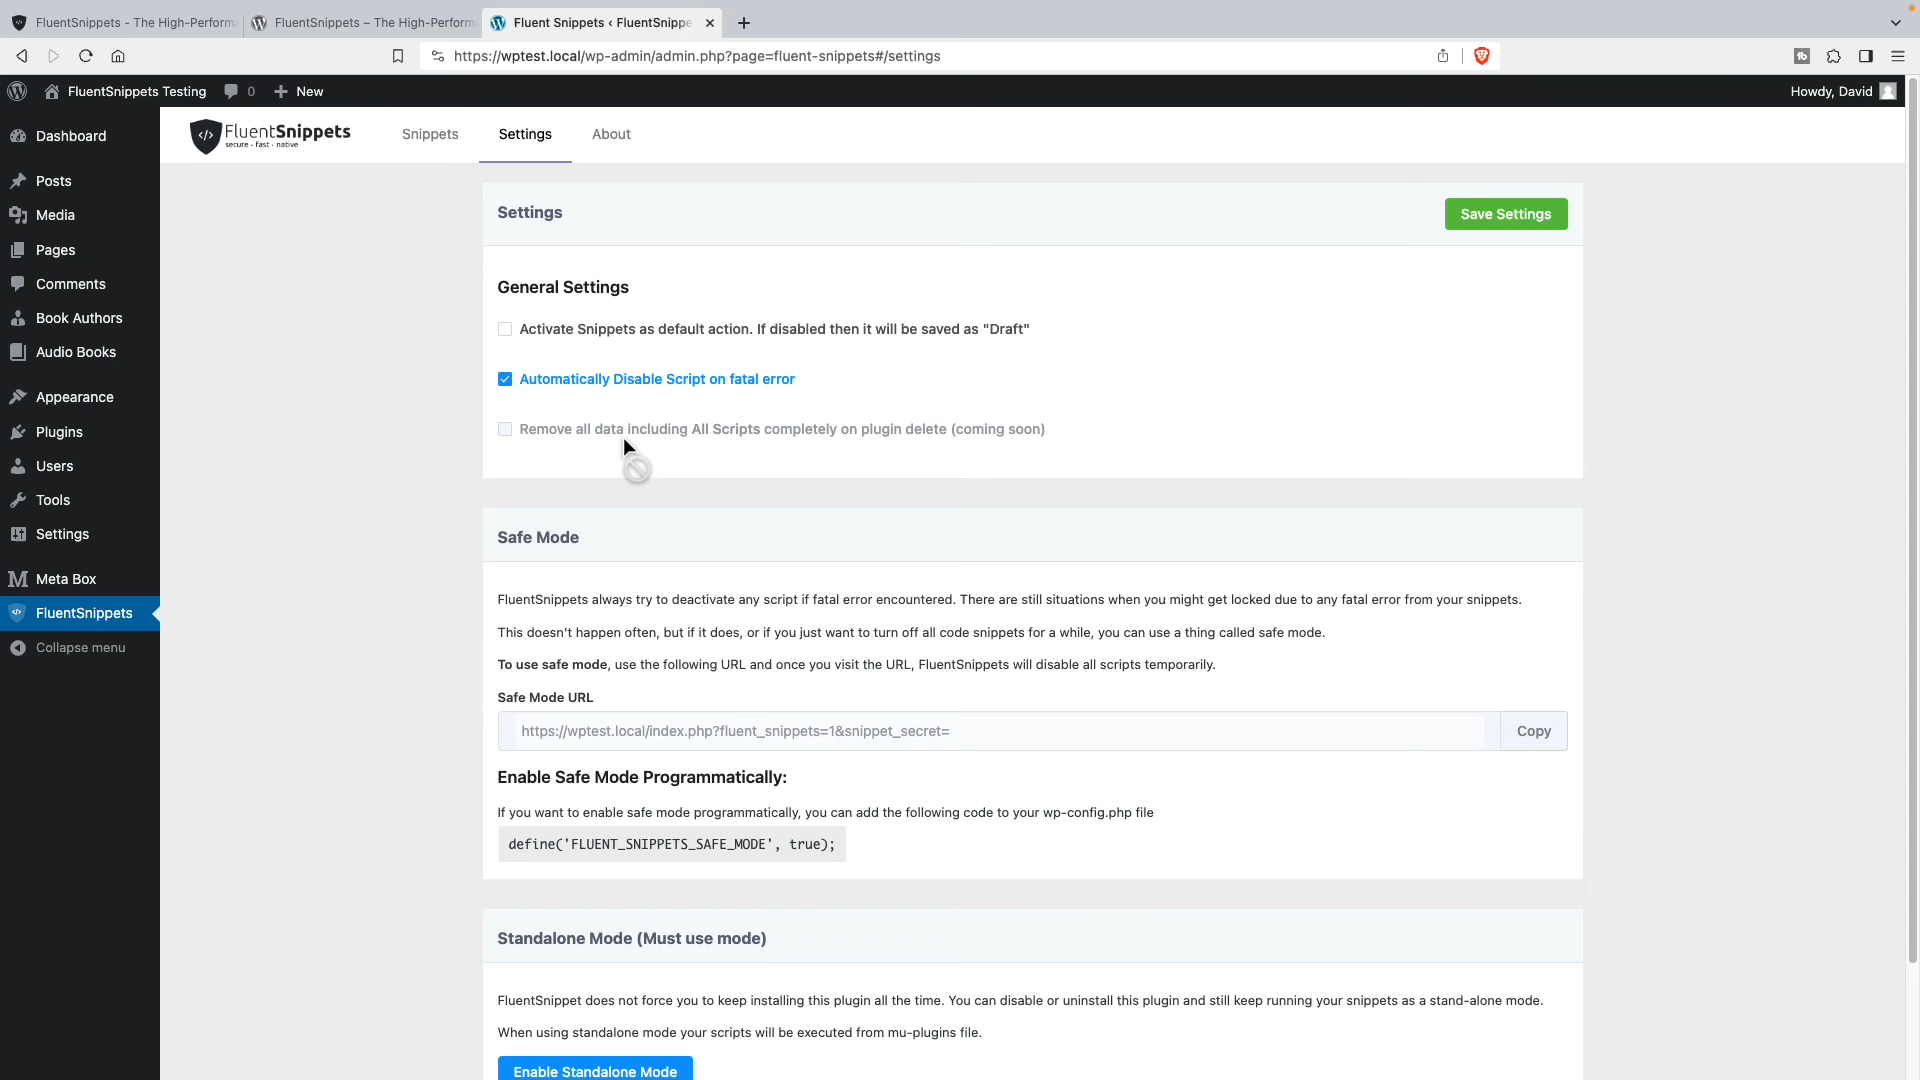 FluentSnippets - The High-Perform
FluentSnippets – The High-Perform
Fluent Snippets ‹ FluentSnippe
https://wptest.local/wp-admin/admin.php?page=fluent-snippets#/settings
FluentSnippets Testing
0
New
Howdy, David
Dashboard
Posts
Media
Pages
Comments
Book Authors
Audio Books
Appearance
Plugins
Users
Tools
Settings
Meta Box
FluentSnippets
Collapse menu
FluentSnippets
secure - fast - native
Snippets
Settings
About
Settings
Save Settings
General Settings
Activate Snippets as default action. If disabled then it will be saved as "Draft"
Automatically Disable Script on fatal error
Remove all data including All Scripts completely on plugin delete (coming soon)
Safe Mode
FluentSnippets always try to deactivate any script if fatal error encountered. There are still situations when you might get locked due to any fatal error from your snippets.
This doesn't happen often, but if it does, or if you just want to turn off all code snippets for a while, you can use a thing called safe mode.
To use safe mode, use the following URL and once you visit the URL, FluentSnippets will disable all scripts temporarily.
Safe Mode URL
https://wptest.local/index.php?fluent_snippets=1&snippet_secret=
Copy
Enable Safe Mode Programmatically:
If you want to enable safe mode programmatically, you can add the following code to your wp-config.php file
define('FLUENT_SNIPPETS_SAFE_MODE', true);
Standalone Mode (Must use mode)
FluentSnippet does not force you to keep installing this plugin all the time. You can disable or uninstall this plugin and still keep running your snippets as a stand-alone mode.
When using standalone mode your scripts will be executed from mu-plugins file.
Enable Standalone Mode